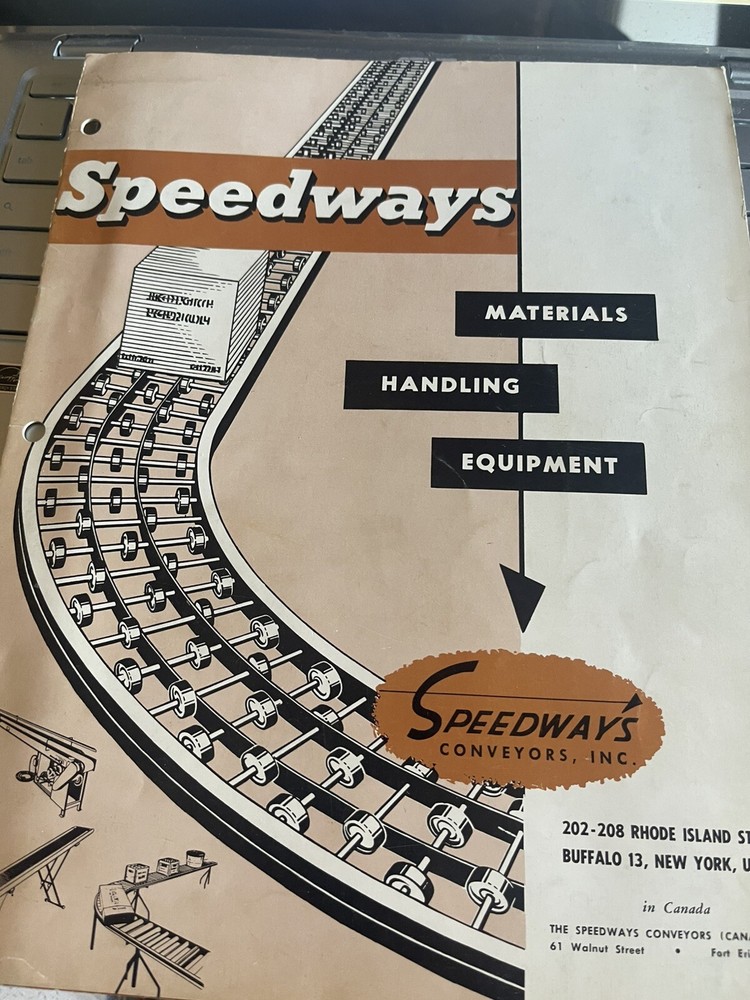 Speedways
MATERIALS
HANDLING
EQUIPMENT
SPEEDWAYS
CONVEYORS, INC.
202-208 RHODE ISLAND ST
BUFFALO 13, NEW YORK, U
in Canada
THE SPEEDWAYS CONVEYORS (CANA
61 Walnut Street • Fort Eri